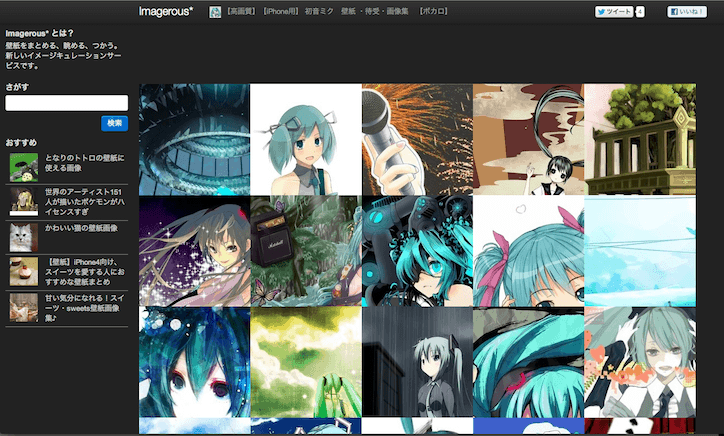 Imagerous*
【高画質】【iPhone用】 初音ミク 壁紙・待受・画像集 【ボカロ】
ツイート 4
いいね！
Imagerous* とは？
壁紙をまとめる、眺める、つかう。
新しいイメージキュレーションサー
ビスです。
さがす
検索
おすすめ
となりのトトロの壁紙に
使える画像
世界のアーティスト151
人が描いたポケモンがハ
イセンスすぎ
かわいい猫の壁紙画像
【壁紙】iPhone4向け、
スイーツを愛する人におす
すめな壁紙まとめ
甘い気分になれる！スイ
ーツ・sweets壁紙画像
集♪
Marshall